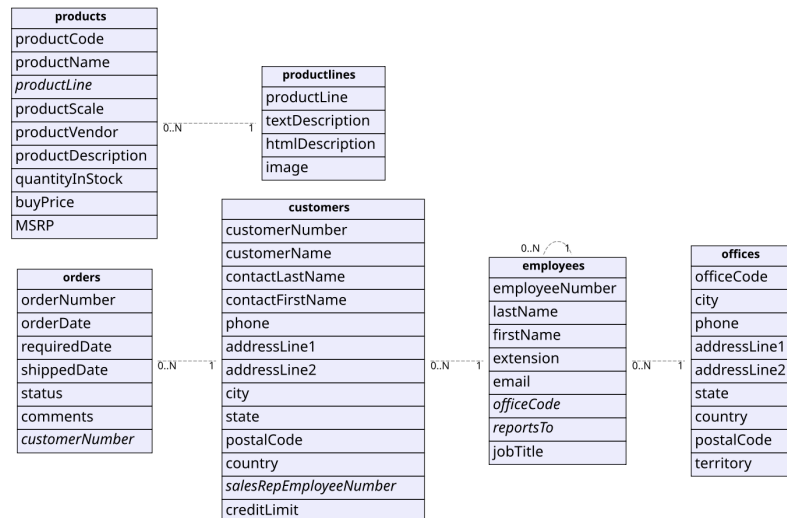 products
productCode
productName
productLine
productScale
productVendor
productDescription
quantityInStock
buyPrice
MSRP
0..N
1
productlines
productLine
textDescription
htmlDescription
image
orders
orderNumber
orderDate
requiredDate
shippedDate
status
comments
customerNumber
0..N
1
customers
customerNumber
customerName
contactLastName
contactFirstName
phone
addressLine1
addressLine2
city
state
postalCode
country
salesRepEmployeeNumber
creditLimit
0..N
1
0..N
1
employees
employeeNumber
lastName
firstName
extension
email
officeCode
reportsTo
jobTitle
0..N
1
offices
officeCode
city
phone
addressLine1
addressLine2
state
country
postalCode
territory